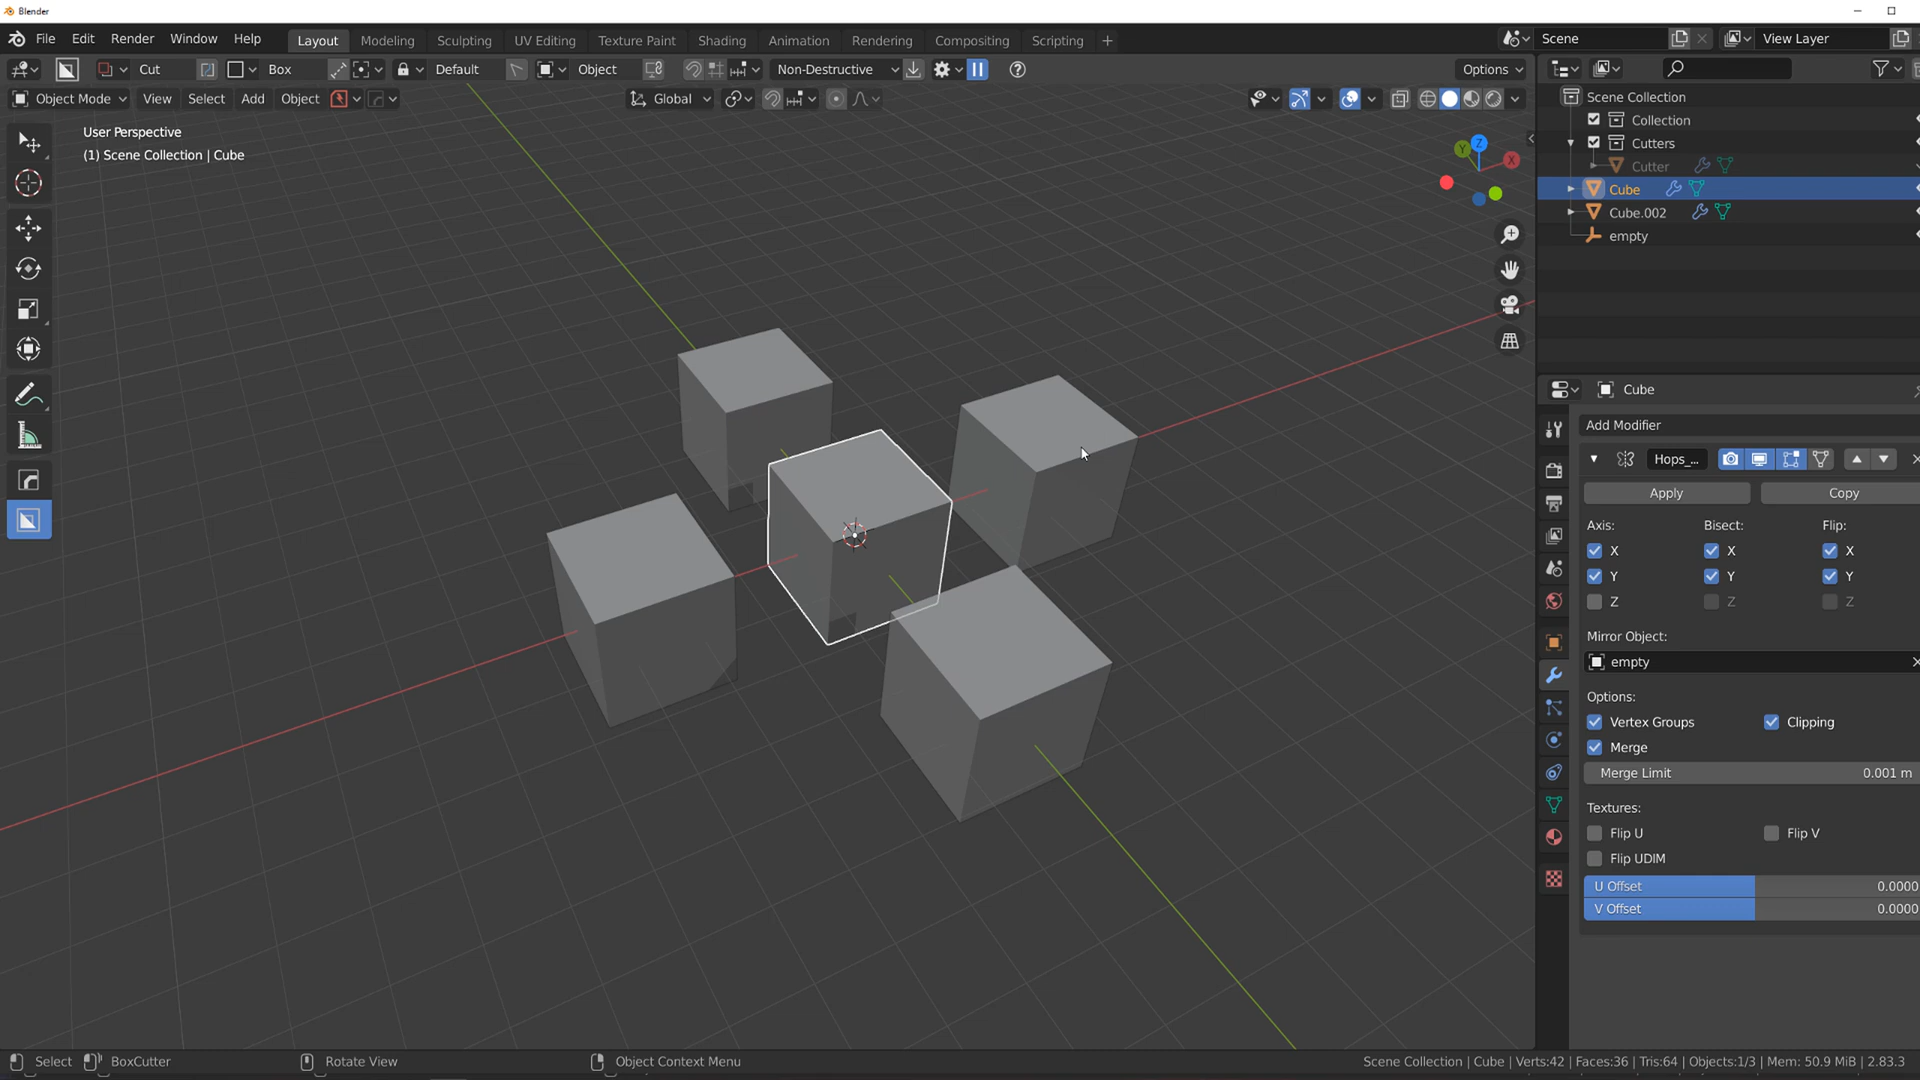 Blender
File Edit Render Window Help Layout Modeling Sculpting UV Editing Texture Paint Shading Animation Rendering Compositing Scripting + Scene View Layer
Cut Box Default Object Non-Destructive Options
Object Mode View Select Add Object Global
User Perspective
(1) Scene Collection | Cube
Z
Y
X
Scene Collection
Collection
Cutters
Cutter
Cube
Cube.002
empty
Cube
Add Modifier
Hops_...
Apply Copy
Axis: Bisect: Flip:
X X X
Y Y Y
Z Z Z
Mirror Object:
empty
Options:
Vertex Groups Clipping
Merge
Merge Limit 0.001 m
Textures:
Flip U Flip V
Flip UDIM
U Offset 0.0000
V Offset 0.0000
Select BoxCutter Rotate View Object Context Menu Scene Collection | Cube | Verts:42 | Faces:36 | Tris:64 | Objects:1/3 | Mem: 50.9 MiB | 2.83.3